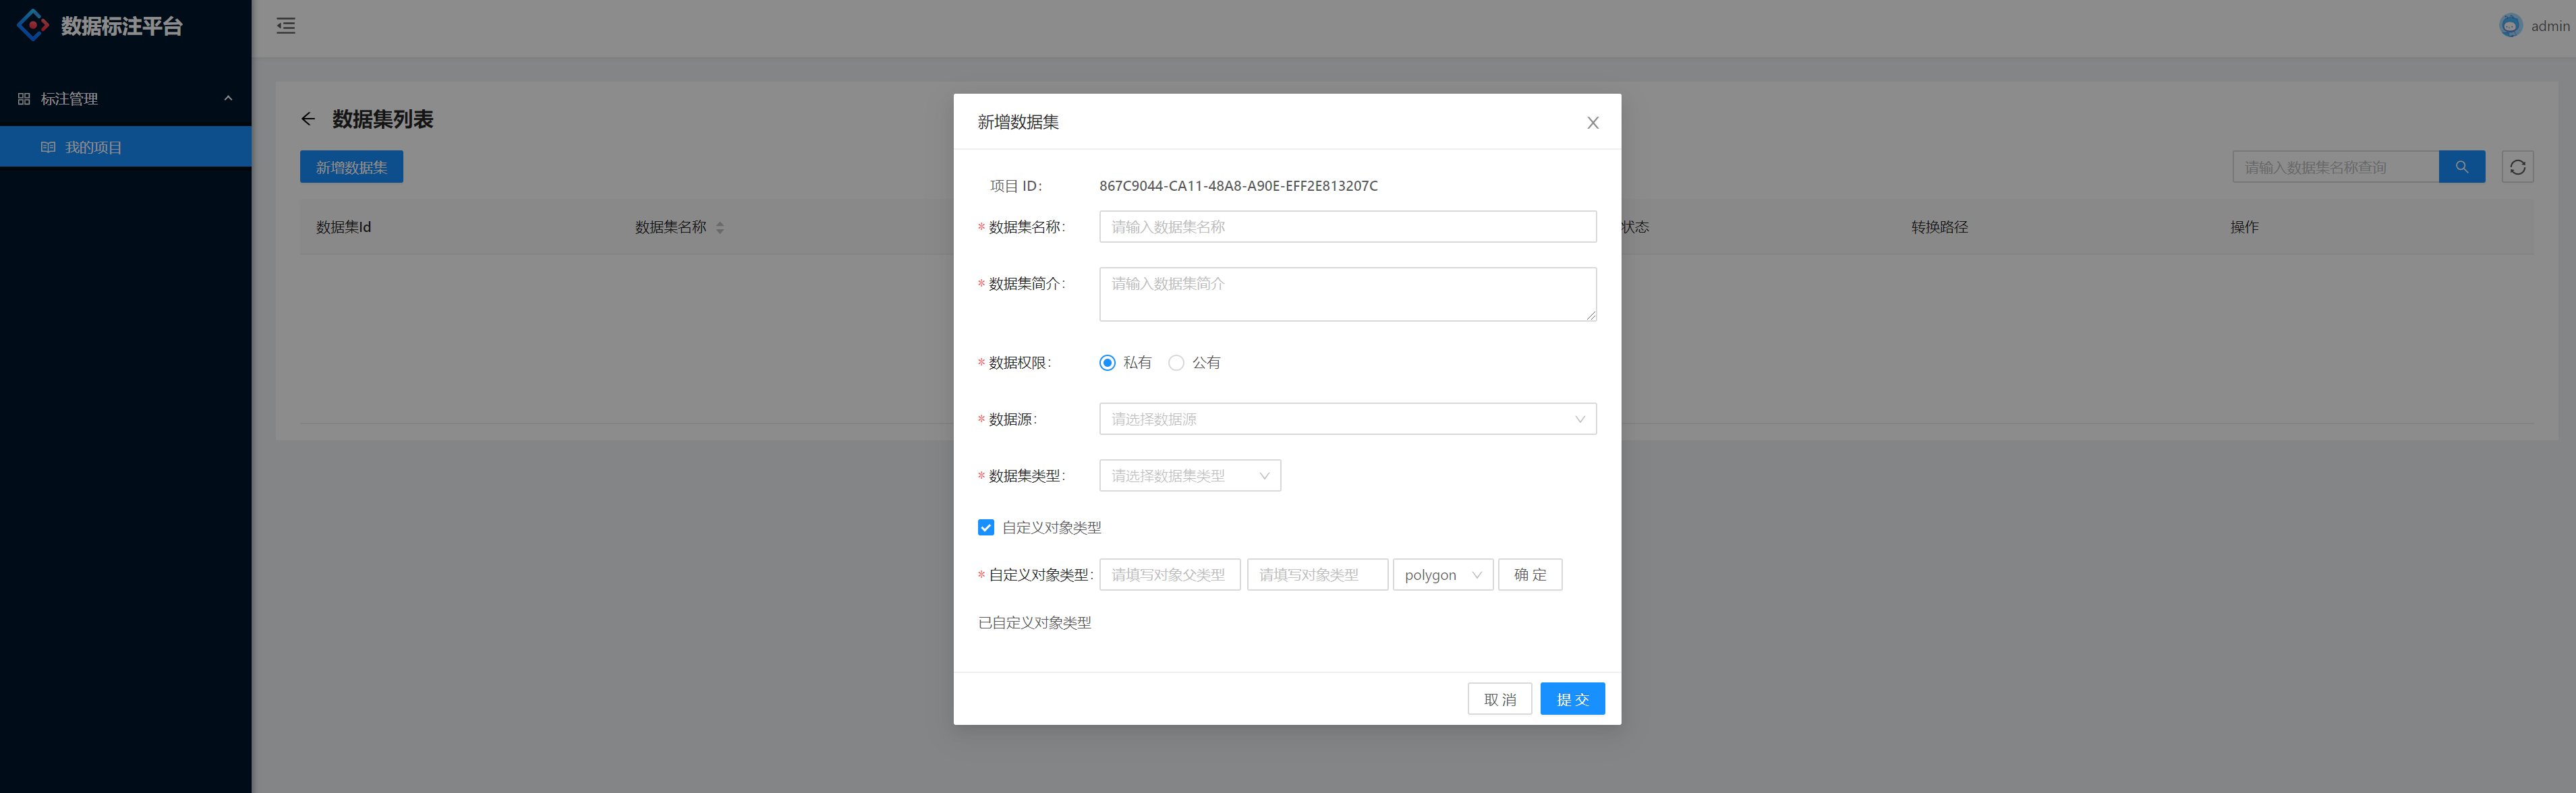 数据标注平台
admin
标注管理
我的项目
数据集列表
新增数据集
请输入数据集名称查询
数据集Id
数据集名称
状态
转换路径
操作
新增数据集
项目 ID：
867C9044-CA11-48A8-A90E-EFF2E813207C
* 数据集名称：
请输入数据集名称
* 数据集简介：
请输入数据集简介
* 数据权限：
私有
公有
* 数据源：
请选择数据源
* 数据集类型：
请选择数据集类型
自定义对象类型
* 自定义对象类型：
请填写对象父类型
请填写对象类型
polygon
确 定
已自定义对象类型
取 消
提 交